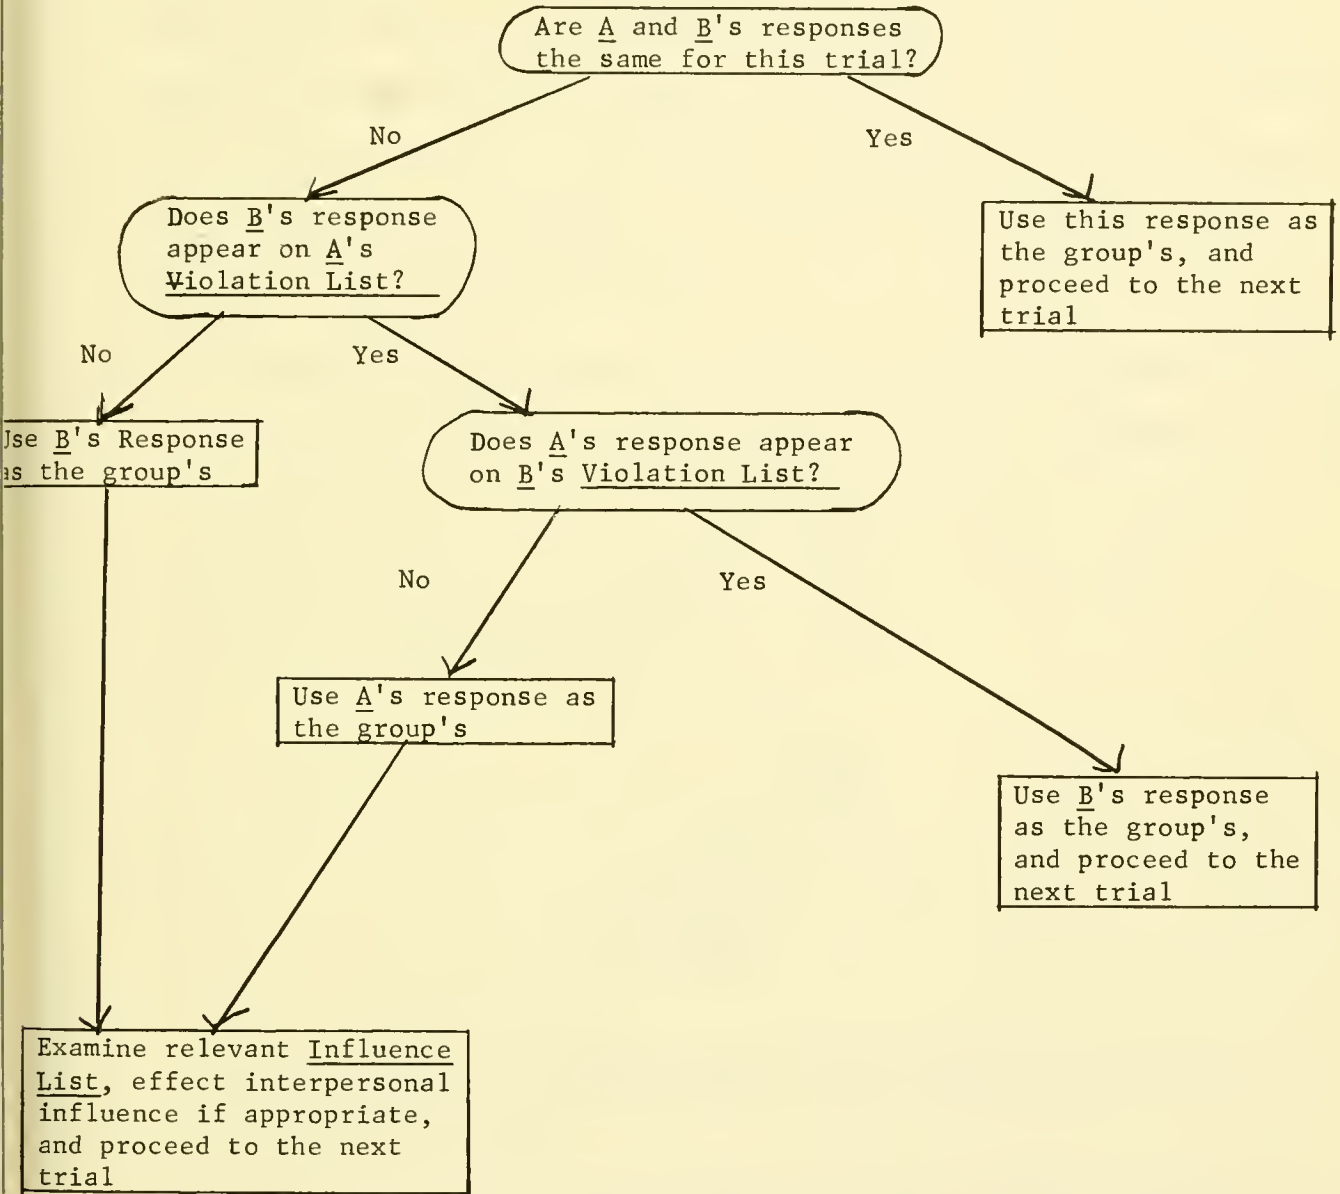 Are A and B's responses
the same for this trial?
No
Yes
Does B's response
appear on A's
Violation List?
Use this response as
the group's, and
proceed to the next
trial
No
Yes
Use B's Response
as the group's
Does A's response appear
on B's Violation List?
No
Yes
Use A's response as
the group's
Use B's response
as the group's,
and proceed to the
next trial
Examine relevant Influence
List, effect interpersonal
influence if appropriate,
and proceed to the next
trial